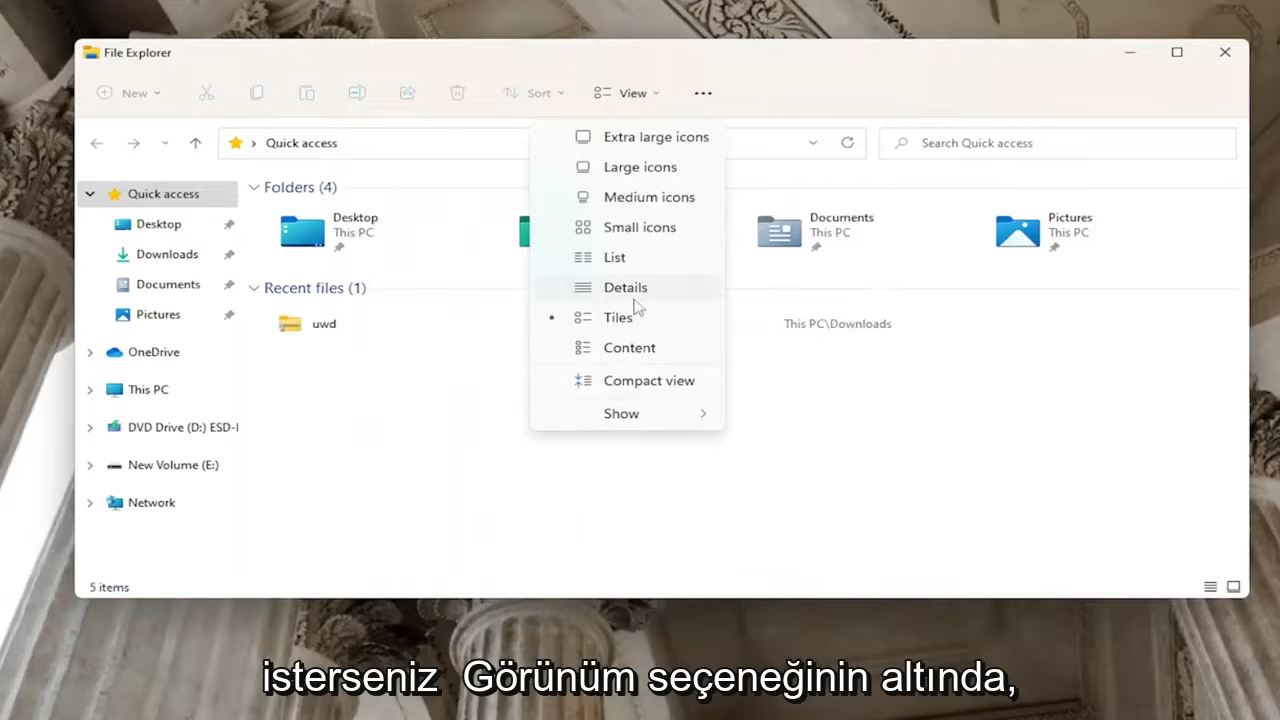 File Explorer
New
Sort
View
Quick access
Search Quick access
Extra large icons
Large icons
Medium icons
Small icons
List
Details
Tiles
Content
Compact view
Show
Quick access
Desktop
Downloads
Documents
Pictures
OneDrive
This PC
DVD Drive (D:) ESD-I
New Volume (E:)
Network
Folders (4)
Desktop
This PC
Documents
This PC
Pictures
This PC
Recent files (1)
uwd
This PC\Downloads
5 items
isterseniz Görünüm seçeneğinin altında,